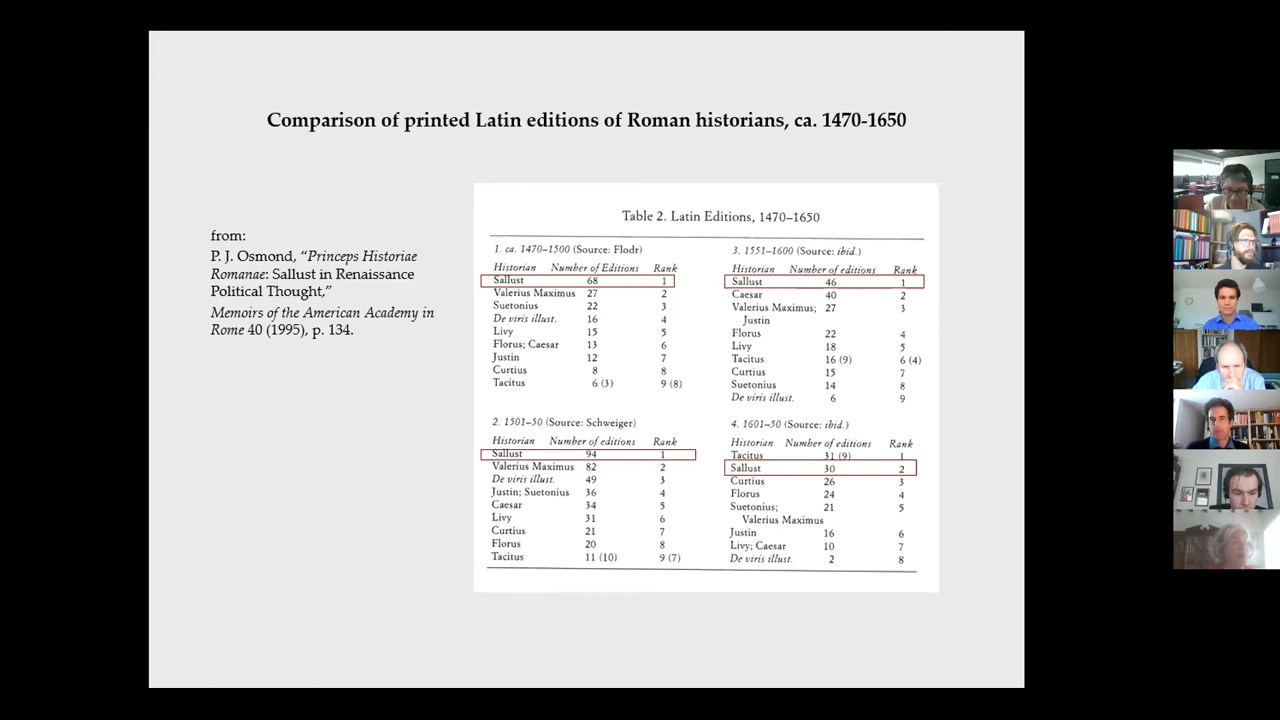 Comparison of printed Latin editions of Roman historians, ca. 1470-1650
from:
P. J. Osmond, “Princeps Historiae
Romanae: Sallust in Renaissance
Political Thought,”
Memoirs of the American Academy in
Rome 40 (1995), p. 134.
Table 2. Latin Editions, 1470–1650
1. ca. 1470–1500 (Source: Flodr)
Historian Number of Editions Rank
Sallust 68 1
Valerius Maximus 27 2
Suetonius 22 3
De viris illust. 16 4
Livy 15 5
Florus; Caesar 13 6
Justin 12 7
Curtius 8 8
Tacitus 6 (3) 9 (8)
2. 1501–50 (Source: Schweiger)
Historian Number of editions Rank
Sallust 94 1
Valerius Maximus 82 2
De viris illust. 49 3
Justin; Suetonius 36 4
Caesar 34 5
Livy 31 6
Curtius 21 7
Florus 20 8
Tacitus 11 (10) 9 (7)
3. 1551–1600 (Source: ibid.)
Historian Number of editions Rank
Sallust 46 1
Caesar 40 2
Valerius Maximus; 27 3
Justin
Florus 22 4
Livy 18 5
Tacitus 16 (9) 6 (4)
Curtius 15 7
Suetonius 14 8
De viris illust. 6 9
4. 1601–50 (Source: ibid.)
Historian Number of editions Rank
Tacitus 31 (9) 1
Sallust 30 2
Curtius 26 3
Florus 24 4
Suetonius; 21 5
Valerius Maximus
Justin 16 6
Livy; Caesar 10 7
De viris illust. 2 8